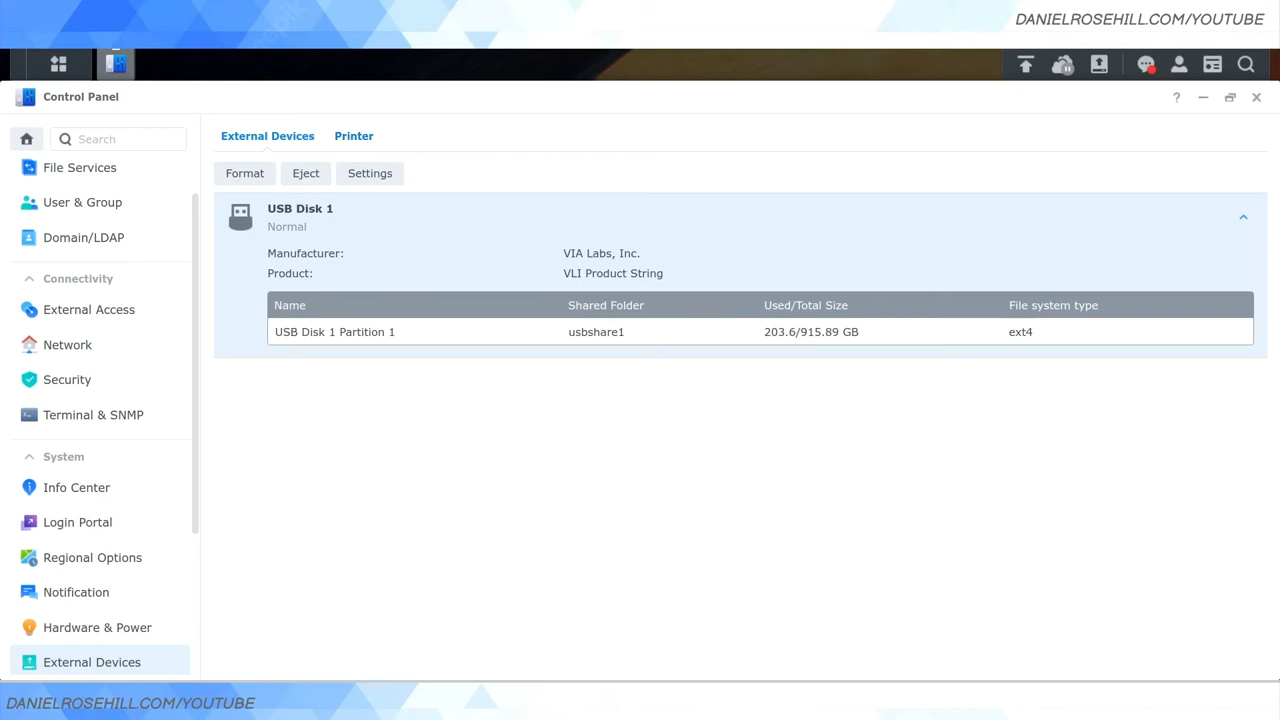 DANIELROSEHILL.COM/YOUTUBE
Control Panel
?
Search
File Services
User & Group
Domain/LDAP
Connectivity
External Access
Network
Security
Terminal & SNMP
System
Info Center
Login Portal
Regional Options
Notification
Hardware & Power
External Devices
External Devices Printer
Format Eject Settings
USB Disk 1
Normal
Manufacturer: VIA Labs, Inc.
Product: VLI Product String
Name Shared Folder Used/Total Size File system type
USB Disk 1 Partition 1 usbshare1 203.6/915.89 GB ext4
DANIELROSEHILL.COM/YOUTUBE